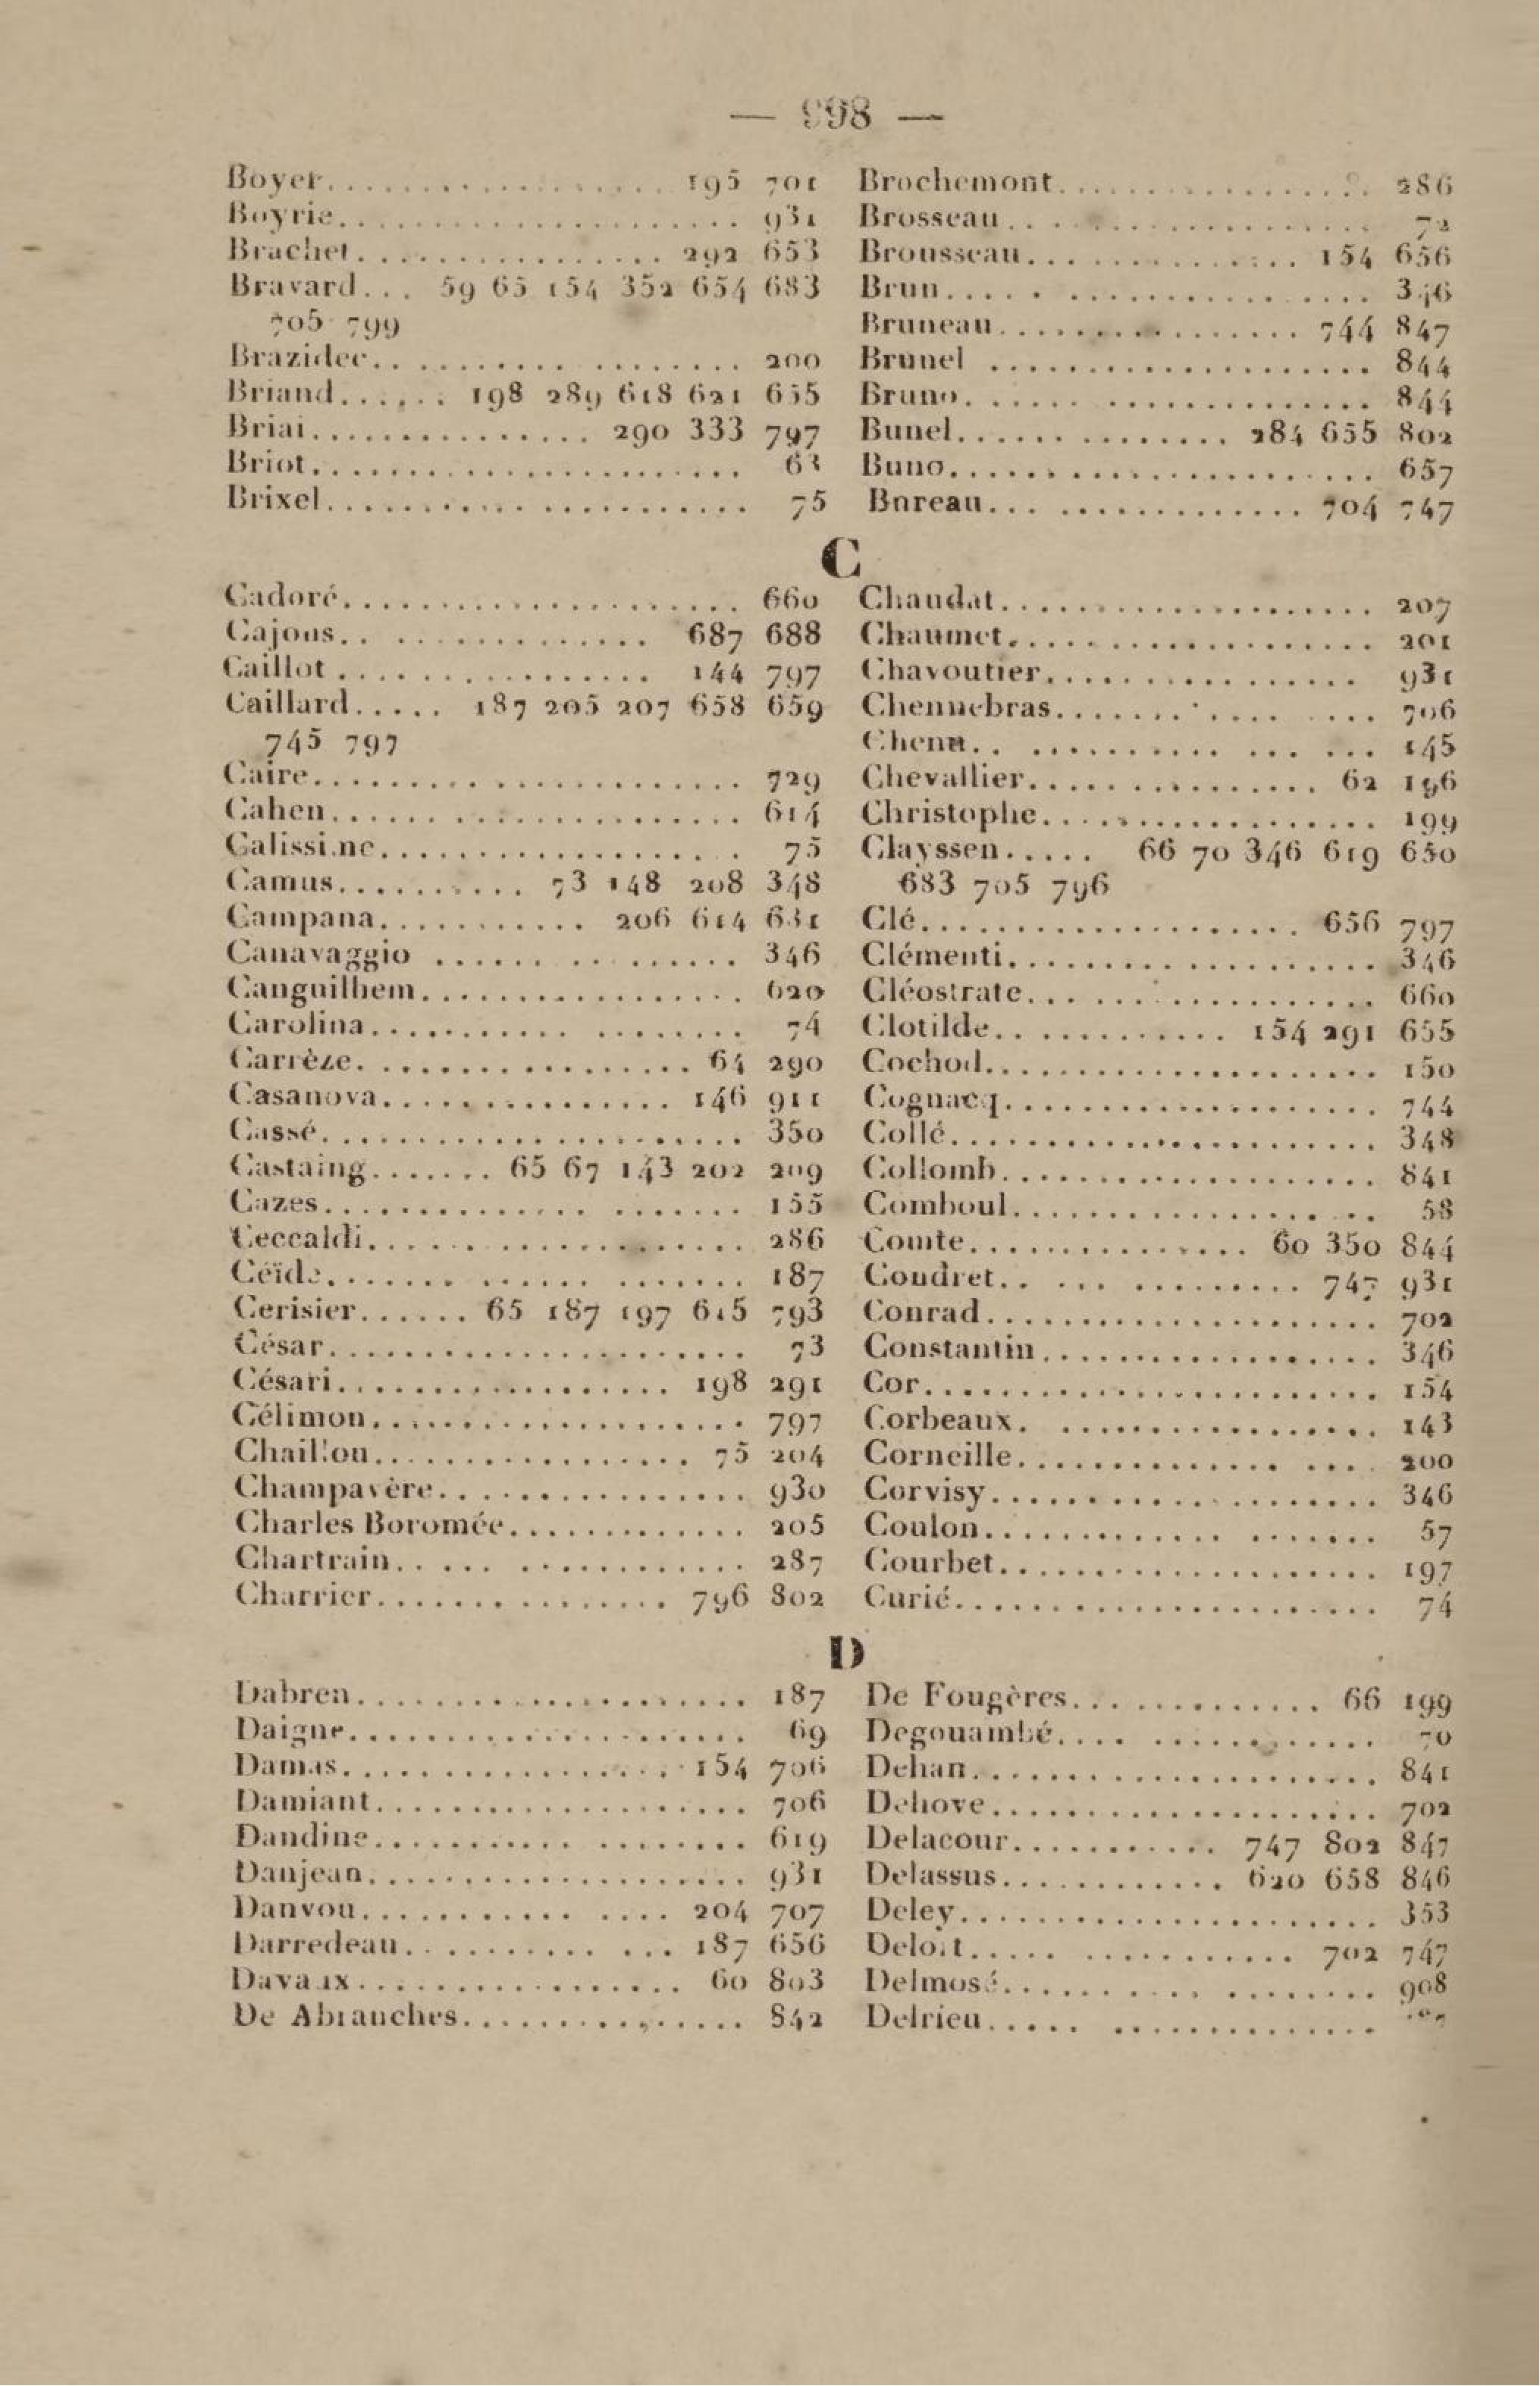 — 998 —
Boyer.................. 195 701
Boyrie..................... 931
Brachet................ 292 653
Bravard... 59 65 154 352 654 683
705 799
Brazidec................... 200
Briand...... 198 289 618 621 655
Briai............... 290 333 797
Briot....................... 63
Brixel...................... 75
Brochemont................. 286
Brosseau.................... 72
Brousseau.............. 154 656
Brun....................... 346
Bruneau................ 744 847
Brunel .................... 844
Bruno...................... 844
Bunel.............. 284 655 802
Buno....................... 657
Bureau................. 704 747
C
Cadoré..................... 660
Cajous................. 687 688
Caillot ................ 144 797
Caillard..... 187 205 207 658 659
745 797
Caire....................... 729
Cahen...................... 614
Calissi.ne................... 75
Camus.......... 73 148 208 348
Campana........... 206 614 631
Canavaggio ................ 346
Canguilhem................. 620
Carolina.................... 74
Carrèze................. 64 290
Casanova............... 146 911
Cassé...................... 350
Castaing....... 65 67 143 202 209
Cazes...................... 155
Ceccaldi.................... 286
Céïde...................... 187
Cerisier...... 65 187 197 615 793
César...................... 73
Césari.................. 198 291
Célimon.................... 797
Chaillou................. 75 204
Champavère................ 930
Charles Boromée............. 205
Chartrain.................. 287
Charrier................ 796 802
Chaudat.................... 207
Chaumet................... 201
Chavoutier................. 931
Chennebras................. 706
Chenu...................... 145
Chevallier............... 62 196
Christophe.................. 199
Clayssen..... 66 70 346 619 650
683 705 796
Clé.................... 656 797
Clémenti................... 346
Cléostrate.................. 660
Clotilde............ 154 291 655
Cochod..................... 150
Cognacq.................... 744
Collé....................... 348
Collomb.................... 841
Comboul.................... 58
Comte............... 60 350 844
Coudret................ 747 931
Conrad..................... 702
Constantin.................. 346
Cor........................ 154
Corbeaux.................. 143
Corneille................... 200
Corvisy..................... 346
Coulon..................... 57
Courbet.................... 197
Curié....................... 74
D
Dabren..................... 187
Daigne..................... 69
Damas.................. 154 706
Damiant.................... 706
Dandine.................... 619
Danjean.................... 931
Danvou................ 204 707
Darredeau.............. 187 656
Davaux................. 60 803
De Abranches............... 842
De Fougères............. 66 199
Degouambé................. 70
Dehan...................... 841
Dehove..................... 702
Delacour........... 747 802 847
Delassus............ 620 658 846
Deley....................... 353
Deloit.................. 702 747
Delmosé.................... 908
Delrieu...................